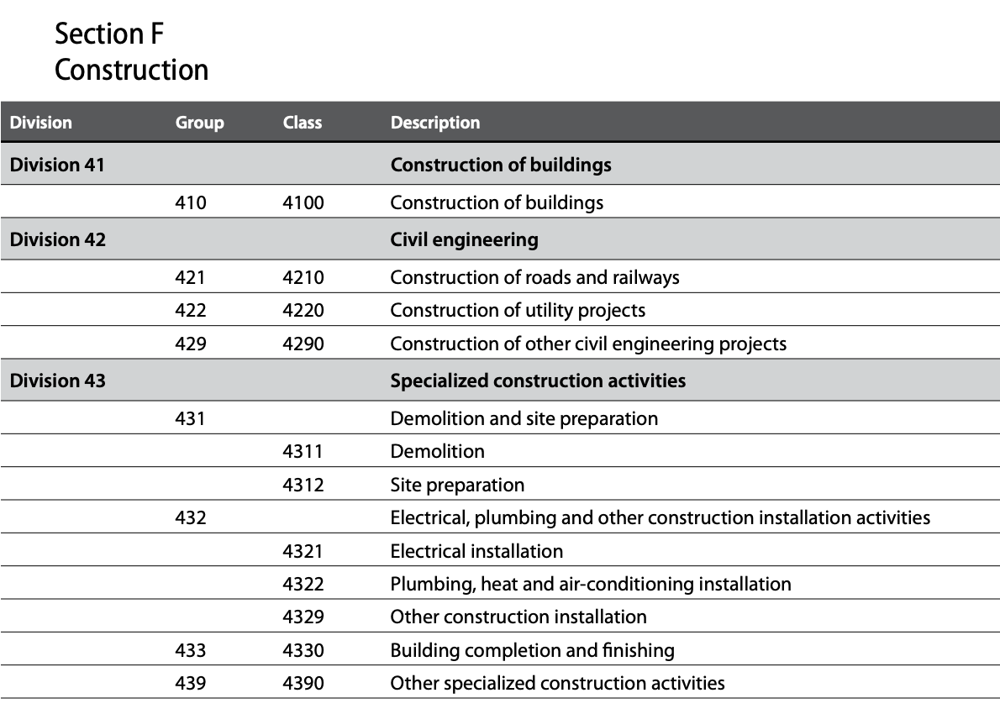 Section F
Construction
Division Group Class Description
Division 41 Construction of buildings
410 4100 Construction of buildings
Division 42 Civil engineering
421 4210 Construction of roads and railways
422 4220 Construction of utility projects
429 4290 Construction of other civil engineering projects
Division 43 Specialized construction activities
431 Demolition and site preparation
4311 Demolition
4312 Site preparation
432 Electrical, plumbing and other construction installation activities
4321 Electrical installation
4322 Plumbing, heat and air-conditioning installation
4329 Other construction installation
433 4330 Building completion and finishing
439 4390 Other specialized construction activities